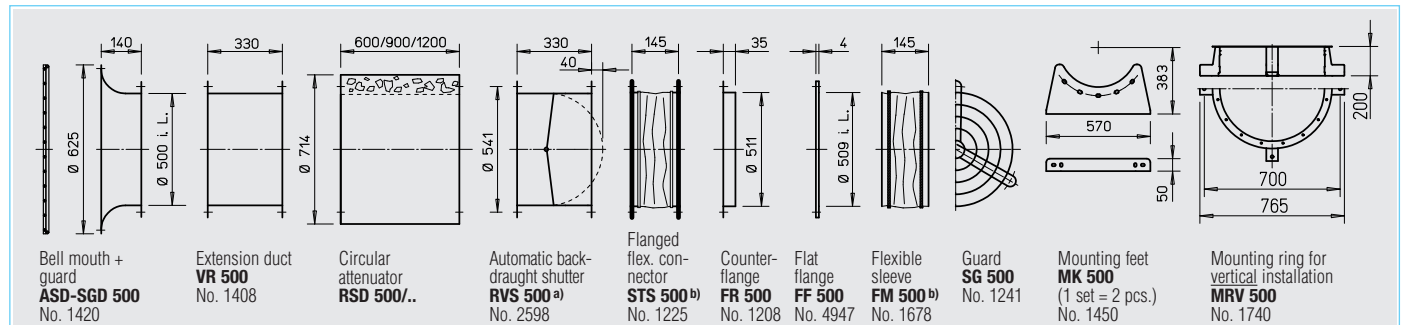 140
330
600/900/1200
330
40
145
35
4
145
383
200
Ø 625
Ø 500 i. L.
Ø 714
Ø 541
Ø 511
Ø 509 i. L.
570
50
700
765
Bell mouth +
guard
ASD-SGD 500
No. 1420
Extension duct
VR 500
No. 1408
Circular
attenuator
RSD 500/..
Automatic back-
draught shutter
RVS 500 a)
No. 2598
Flanged
flex. con-
nector
STS 500 b)
No. 1225
Counter-
flange
FR 500
No. 1208
Flat
flange
FF 500
No. 4947
Flexible
sleeve
FM 500 b)
No. 1678
Guard
SG 500
No. 1241
Mounting feet
MK 500
(1 set = 2 pcs.)
No. 1450
Mounting ring for
vertical installation
MRV 500
No. 1740